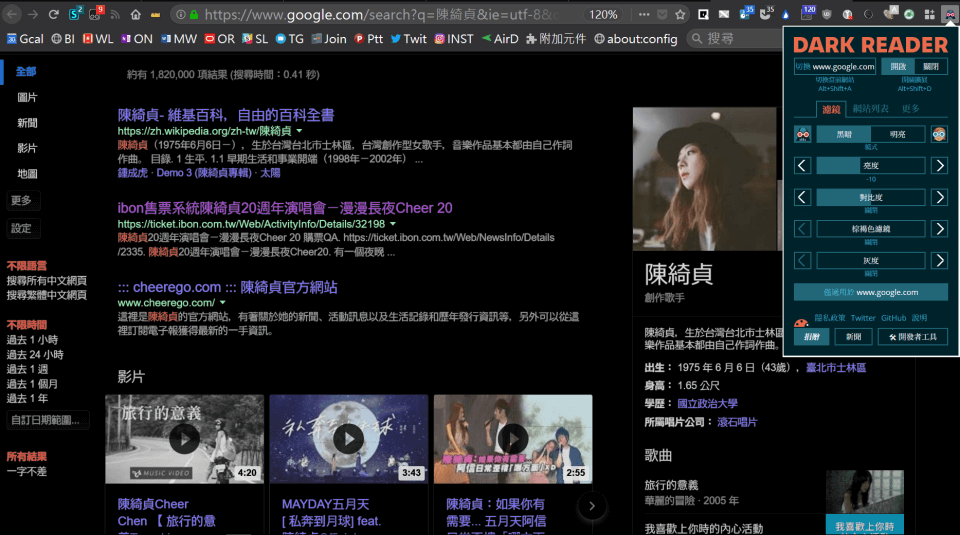 https://www.google.com/search?q=陳綺貞&ie=utf-8&
120%
Gcal BI WL ON MW OR SL TG Join Ptt Twit INST AirD 附加元件 about:config 搜尋
全部
圖片
新聞
影片
地圖
更多
設定
不限語言
搜尋所有中文網頁
搜尋繁體中文網頁
不限時間
過去 1 小時
過去 24 小時
過去 1 週
過去 1 個月
過去 1 年
自訂日期範圍...
所有結果
一字不差
約有 1,820,000 項結果 (搜尋時間：0.41 秒)
陳綺貞- 維基百科，自由的百科全書
https://zh.wikipedia.org/zh-tw/陳綺貞
陳綺貞（1975年6月6日－），生於台灣台北市士林區，台灣創作型女歌手，音樂作品基本都由自己作詞
作曲。 目錄. 1 生平. 1.1 早期生活和事業開端（1998年－2002年） ...
鍾成虎 · Demo 3 (陳綺貞專輯) · 太陽
ibon售票系統陳綺貞20週年演唱會－漫漫長夜Cheer 20
https://ticket.ibon.com.tw/Web/ActivityInfo/Details/32198
陳綺貞20週年演唱會－漫漫長夜Cheer 20 購票QA. https://ticket.ibon.com.tw/Web/NewsInfo/Details
/2335. 陳綺貞20週年演唱會－漫漫長夜Cheer20. 有一個夜晚 ...
::: cheerego.com ::: 陳綺貞官方網站
www.cheerego.com/
這裡是陳綺貞的官方網站，有著關於她的新聞、活動訊息以及生活記錄和歷年發行資訊等，另外可以從這
裡訂閱電子報獲得最新的一手資訊。
影片
旅行的意義
MUSIC VIDEO
4:20
陳綺貞Cheer
Chen 【 旅行的意
私奔到月球
3:43
MAYDAY五月天
[ 私奔到月球] feat.
陳綺貞：如果你有需要...
2:55
陳綺貞：如果你有
需要... 五月天阿信
陳綺貞
創作歌手
陳綺貞，生於台灣台北市士林區
樂作品基本都由自己作詞作曲。
出生： 1975 年 6 月 6 日（43歲），臺北市士林區
身高： 1.65 公尺
學歷： 國立政治大學
所屬唱片公司： 滾石唱片
歌曲
旅行的意義
華麗的冒險 · 2005 年
我喜歡上你時的內心活動
我喜歡上你時
DARK READER
切換 www.google.com
開啟 關閉
切換當前網站
Alt+Shift+A
Alt+Shift+D
濾鏡 網站列表 更多
黑暗 明亮
模式
亮度
-10
對比度
關閉
棕褐色濾鏡
關閉
灰度
關閉
僅適用於 www.google.com
隱私政策 Twitter GitHub 說明
捐贈 新聞 開發者工具